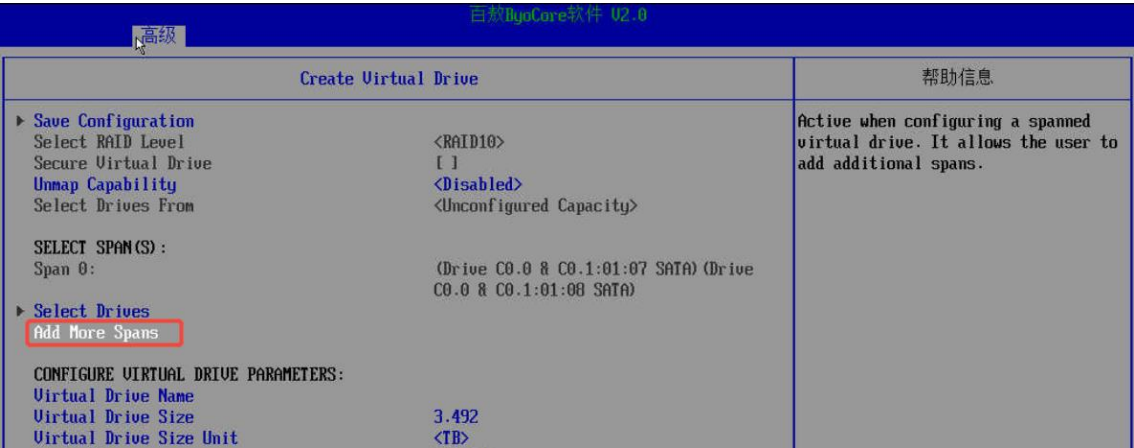 百敖ByoCore软件 V2.0
高级
Create Virtual Drive
帮助信息
Save Configuration
Select RAID Level <RAID10>
Secure Virtual Drive [ ]
Unmap Capability <Disabled>
Select Drives From <Unconfigured Capacity>
SELECT SPAN(S):
Span 0: (Drive C0.0 & C0.1:01:07 SATA)(Drive
C0.0 & C0.1:01:08 SATA)
Select Drives
Add More Spans
CONFIGURE VIRTUAL DRIVE PARAMETERS:
Virtual Drive Name
Virtual Drive Size 3.492
Virtual Drive Size Unit <TB>
Active when configuring a spanned
virtual drive. It allows the user to
add additional spans.